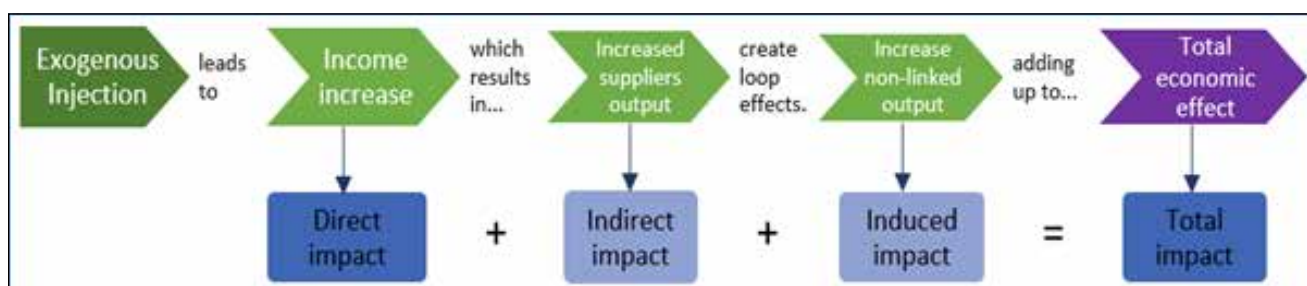 Exogenous
Injection
leads
to
Income
increase
which
results
in...
Increased
suppliers
output
create
loop
effects.
Increase
non-linked
output
adding
up to...
Total
economic
effect
Direct
impact
+
Indirect
impact
+
Induced
impact
=
Total
impact